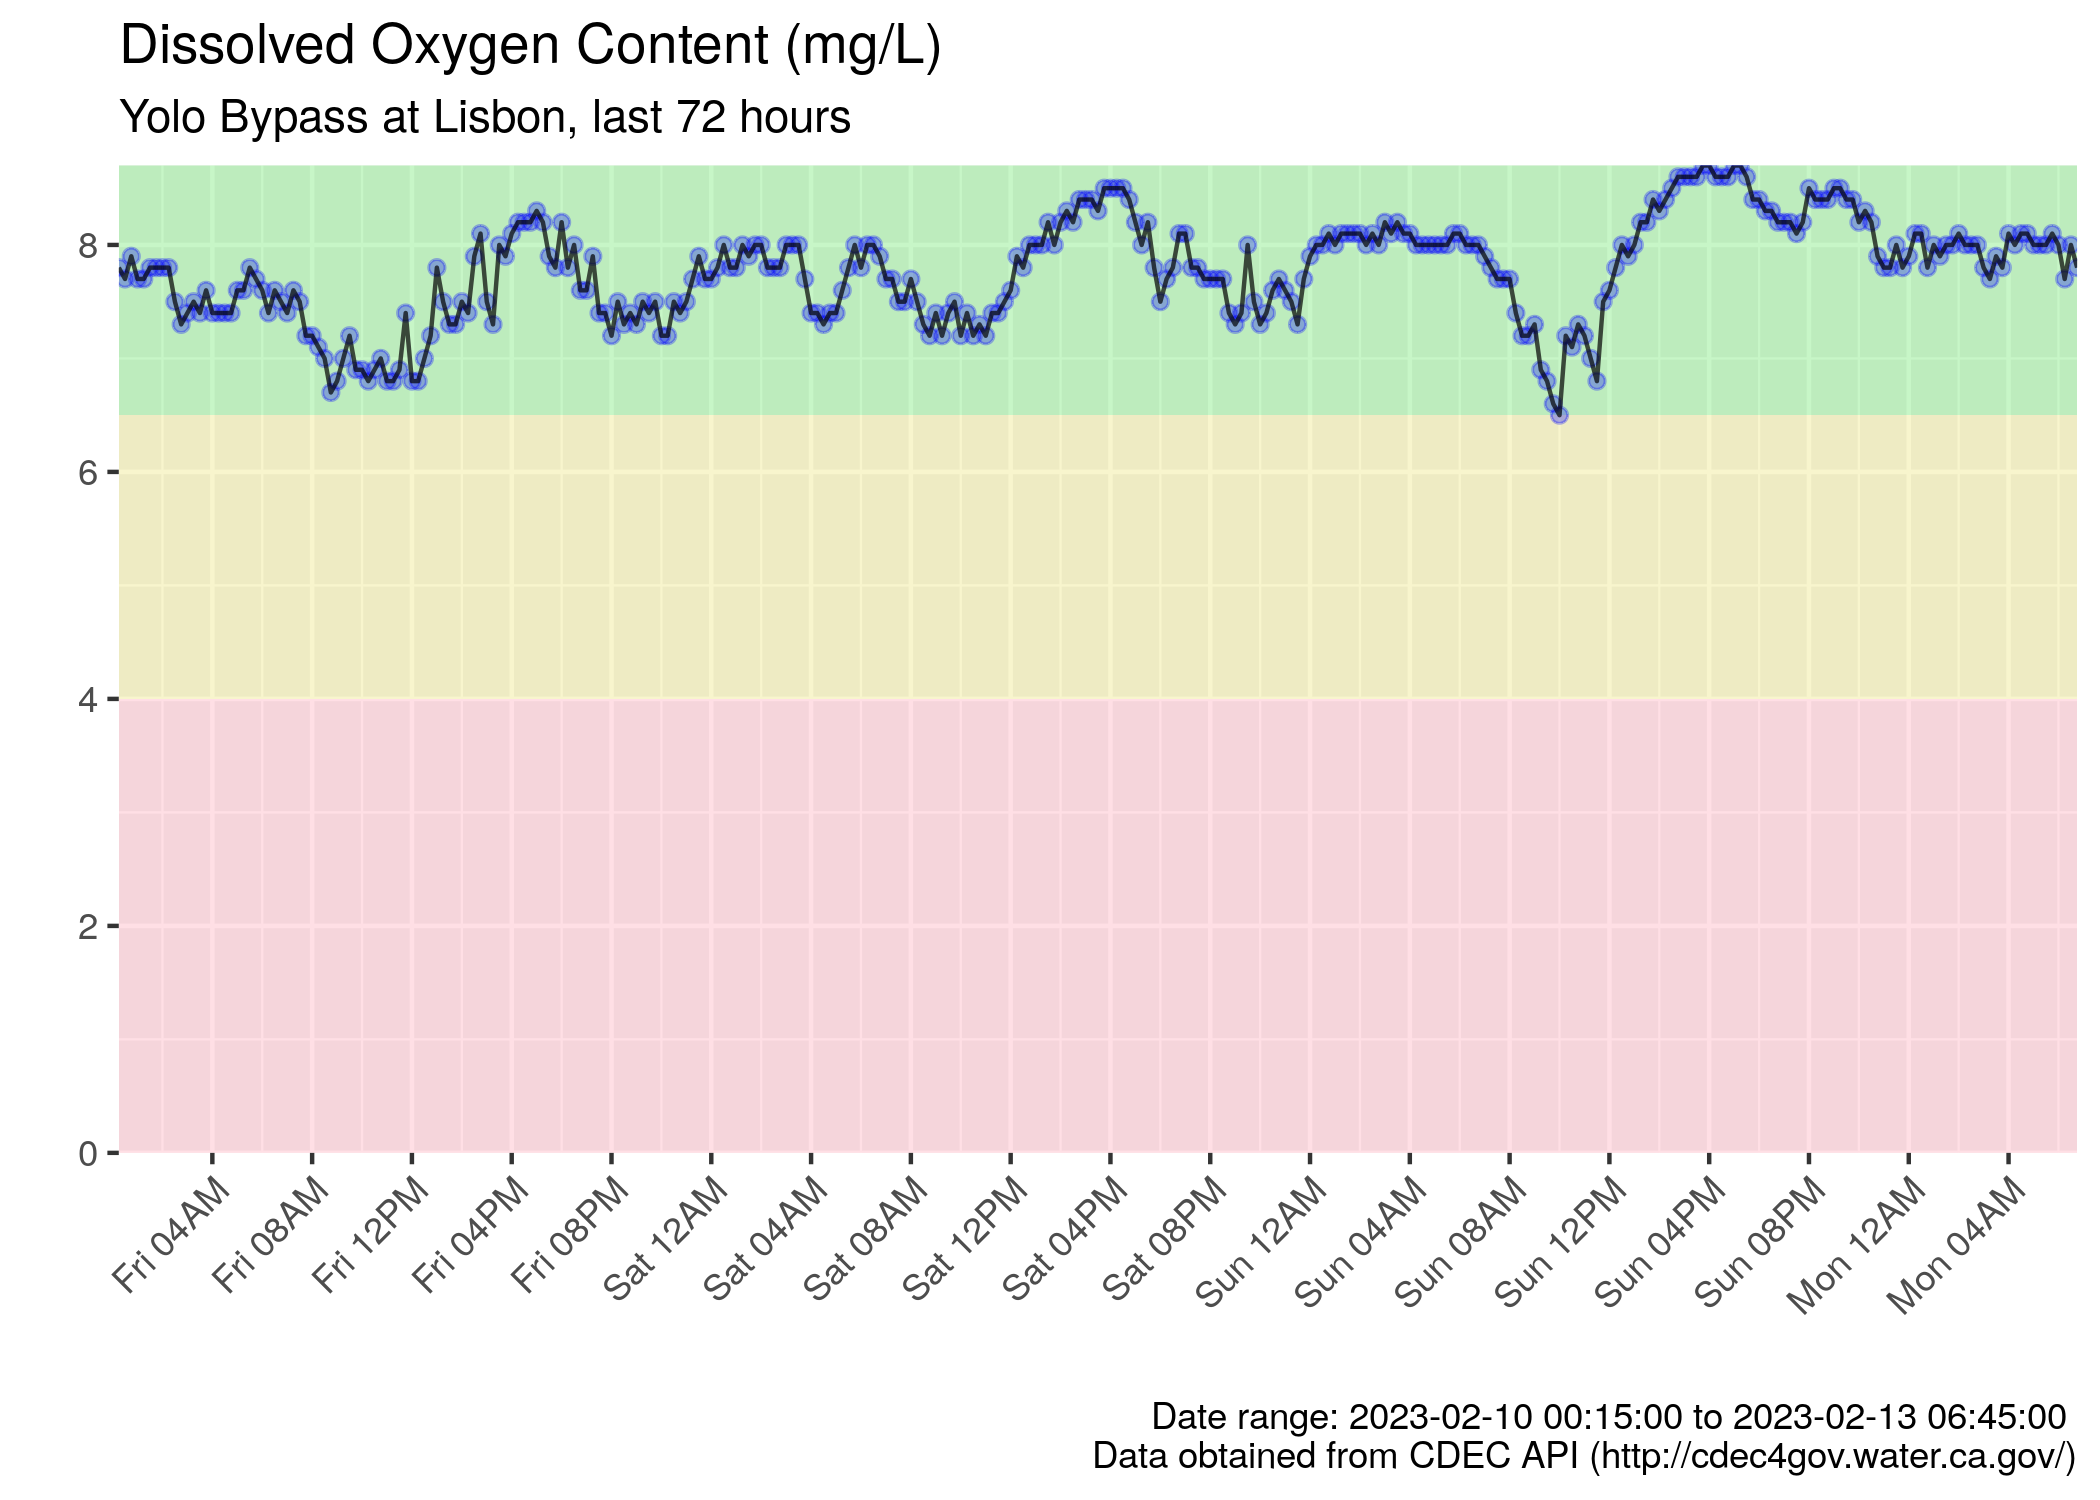 Dissolved Oxygen Content (mg/L)
Yolo Bypass at Lisbon, last 72 hours
8
6
4
2
0
Fri 04AM
Fri 08AM
Fri 12PM
Fri 04PM
Fri 08PM
Sat 12AM
Sat 04AM
Sat 08AM
Sat 12PM
Sat 04PM
Sat 08PM
Sun 12AM
Sun 04AM
Sun 08AM
Sun 12PM
Sun 04PM
Sun 08PM
Mon 12AM
Mon 04AM
Date range: 2023-02-10 00:15:00 to 2023-02-13 06:45:00
Data obtained from CDEC API (http://cdec4gov.water.ca.gov/)